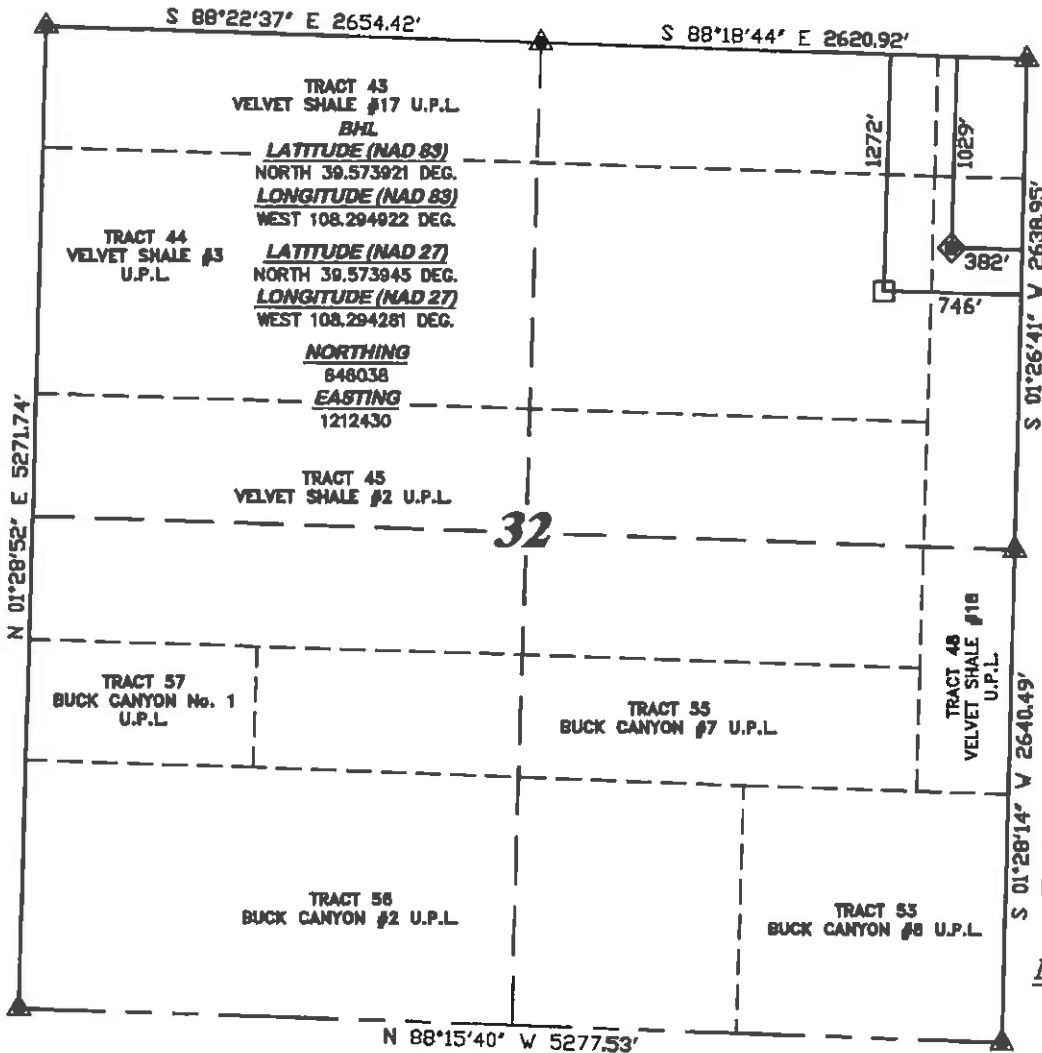 S 88°22'37" E 2654.42'
S 88°18'44" E 2620.92'
TRACT 43
VELVET SHALE #17 U.P.L.
BHL
LATITUDE (NAD 83)
NORTH 39.573921 DEG.
LONGITUDE (NAD 83)
WEST 108.294922 DEG.
LATITUDE (NAD 27)
NORTH 39.573945 DEG.
LONGITUDE (NAD 27)
WEST 108.294281 DEG.
NORTHING
646038
EASTING
1212430
1272'
1029'
382'
746'
S 01°26'41" W 2638.95'
TRACT 44
VELVET SHALE #3
U.P.L.
N 01°28'52" E 5271.74'
TRACT 45
VELVET SHALE #2 U.P.L.
32
TRACT 57
BUCK CANYON No. 1
U.P.L.
TRACT 55
BUCK CANYON #7 U.P.L.
TRACT 48
VELVET SHALE #18
U.P.L.
S 01°28'14" W 2640.49'
TRACT 56
BUCK CANYON #2 U.P.L.
TRACT 53
BUCK CANYON #8 U.P.L.
N 88°15'40" W 5277.53'